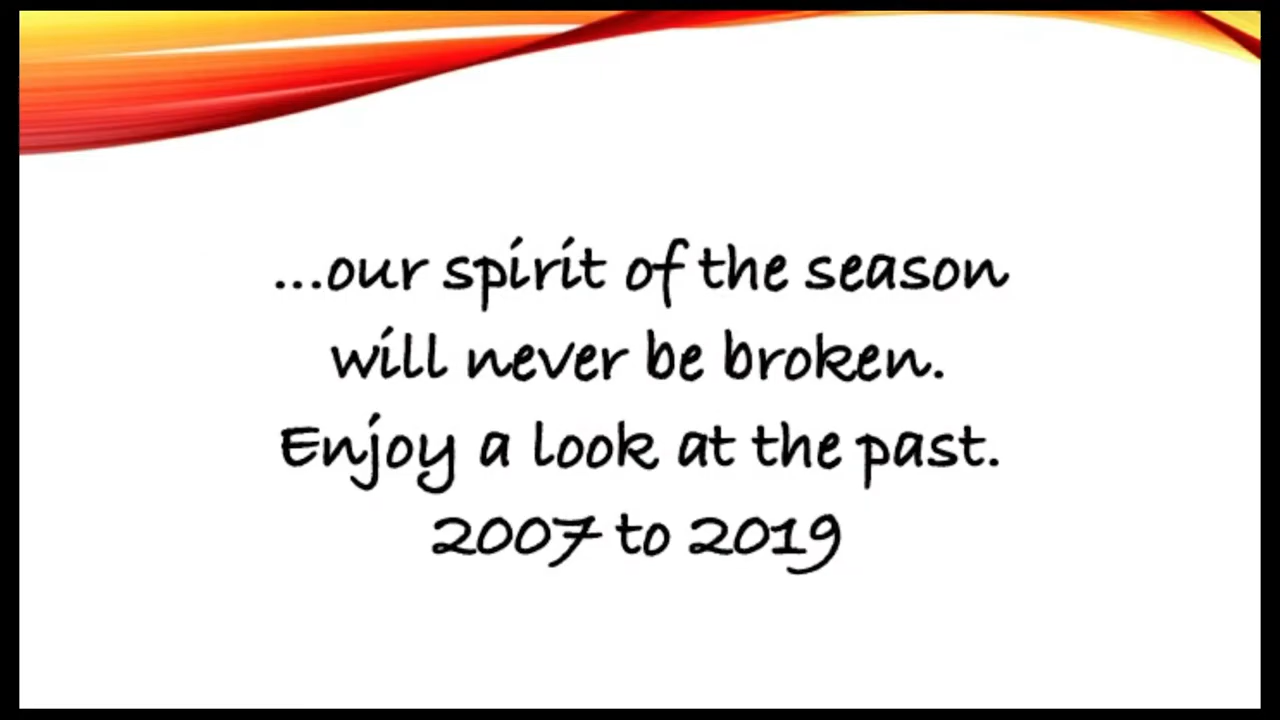 ...our spirit of the season
will never be broken.
Enjoy a look at the past.
2007 to 2019